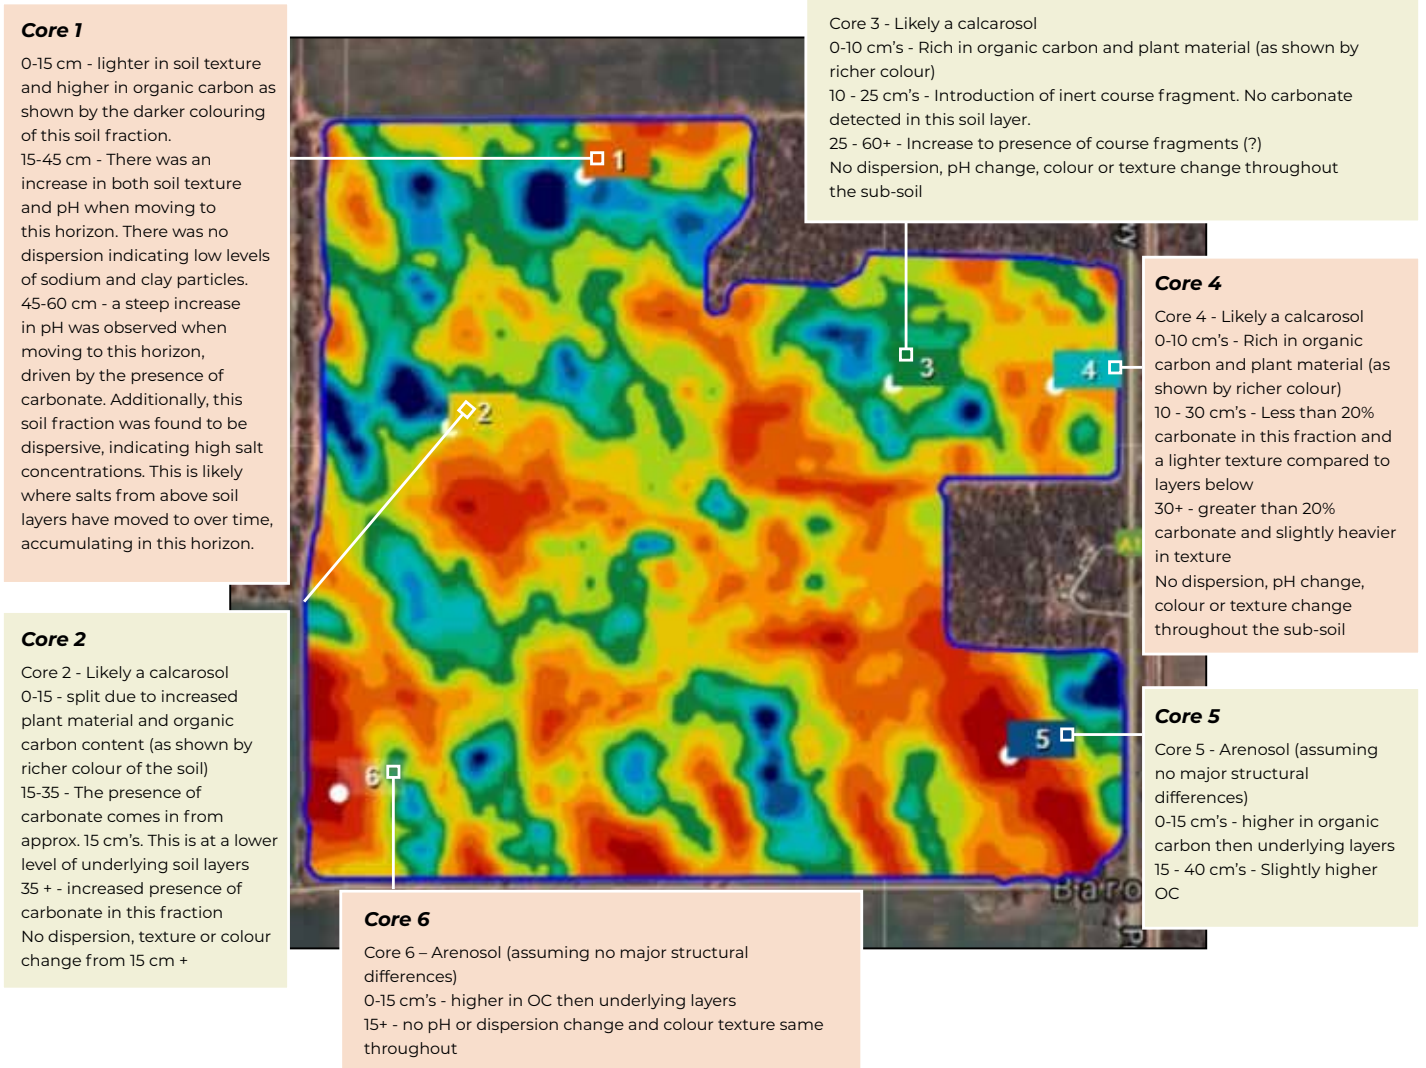 Core 1
0-15 cm - lighter in soil texture
and higher in organic carbon as
shown by the darker colouring
of this soil fraction.
15-45 cm - There was an
increase in both soil texture
and pH when moving to
this horizon. There was no
dispersion indicating low levels
of sodium and clay particles.
45-60 cm - a steep increase
in pH was observed when
moving to this horizon,
driven by the presence of
carbonate. Additionally, this
soil fraction was found to be
dispersive, indicating high salt
concentrations. This is likely
where salts from above soil
layers have moved to over time,
accumulating in this horizon.
Core 2
Core 2 - Likely a calcarosol
0-15 - split due to increased
plant material and organic
carbon content (as shown by
richer colour of the soil)
15-35 - The presence of
carbonate comes in from
approx. 15 cm's. This is at a lower
level of underlying soil layers
35 + - increased presence of
carbonate in this fraction
No dispersion, texture or colour
change from 15 cm +
Core 3 - Likely a calcarosol
0-10 cm's - Rich in organic carbon and plant material (as shown by
richer colour)
10 - 25 cm's - Introduction of inert course fragment. No carbonate
detected in this soil layer.
25 - 60+ - Increase to presence of course fragments (?)
No dispersion, pH change, colour or texture change throughout
the sub-soil
Core 4
Core 4 - Likely a calcarosol
0-10 cm's - Rich in organic
carbon and plant material (as
shown by richer colour)
10 - 30 cm's - Less than 20%
carbonate in this fraction and
a lighter texture compared to
layers below
30+ - greater than 20%
carbonate and slightly heavier
in texture
No dispersion, pH change,
colour or texture change
throughout the sub-soil
Core 5
Core 5 - Arenosol (assuming
no major structural
differences)
0-15 cm's - higher in organic
carbon then underlying layers
15 - 40 cm's - Slightly higher
OC
Core 6
Core 6 – Arenosol (assuming no major structural
differences)
0-15 cm's - higher in OC then underlying layers
15+ - no pH or dispersion change and colour texture same
throughout
1
2
3
4
5
6
Baro